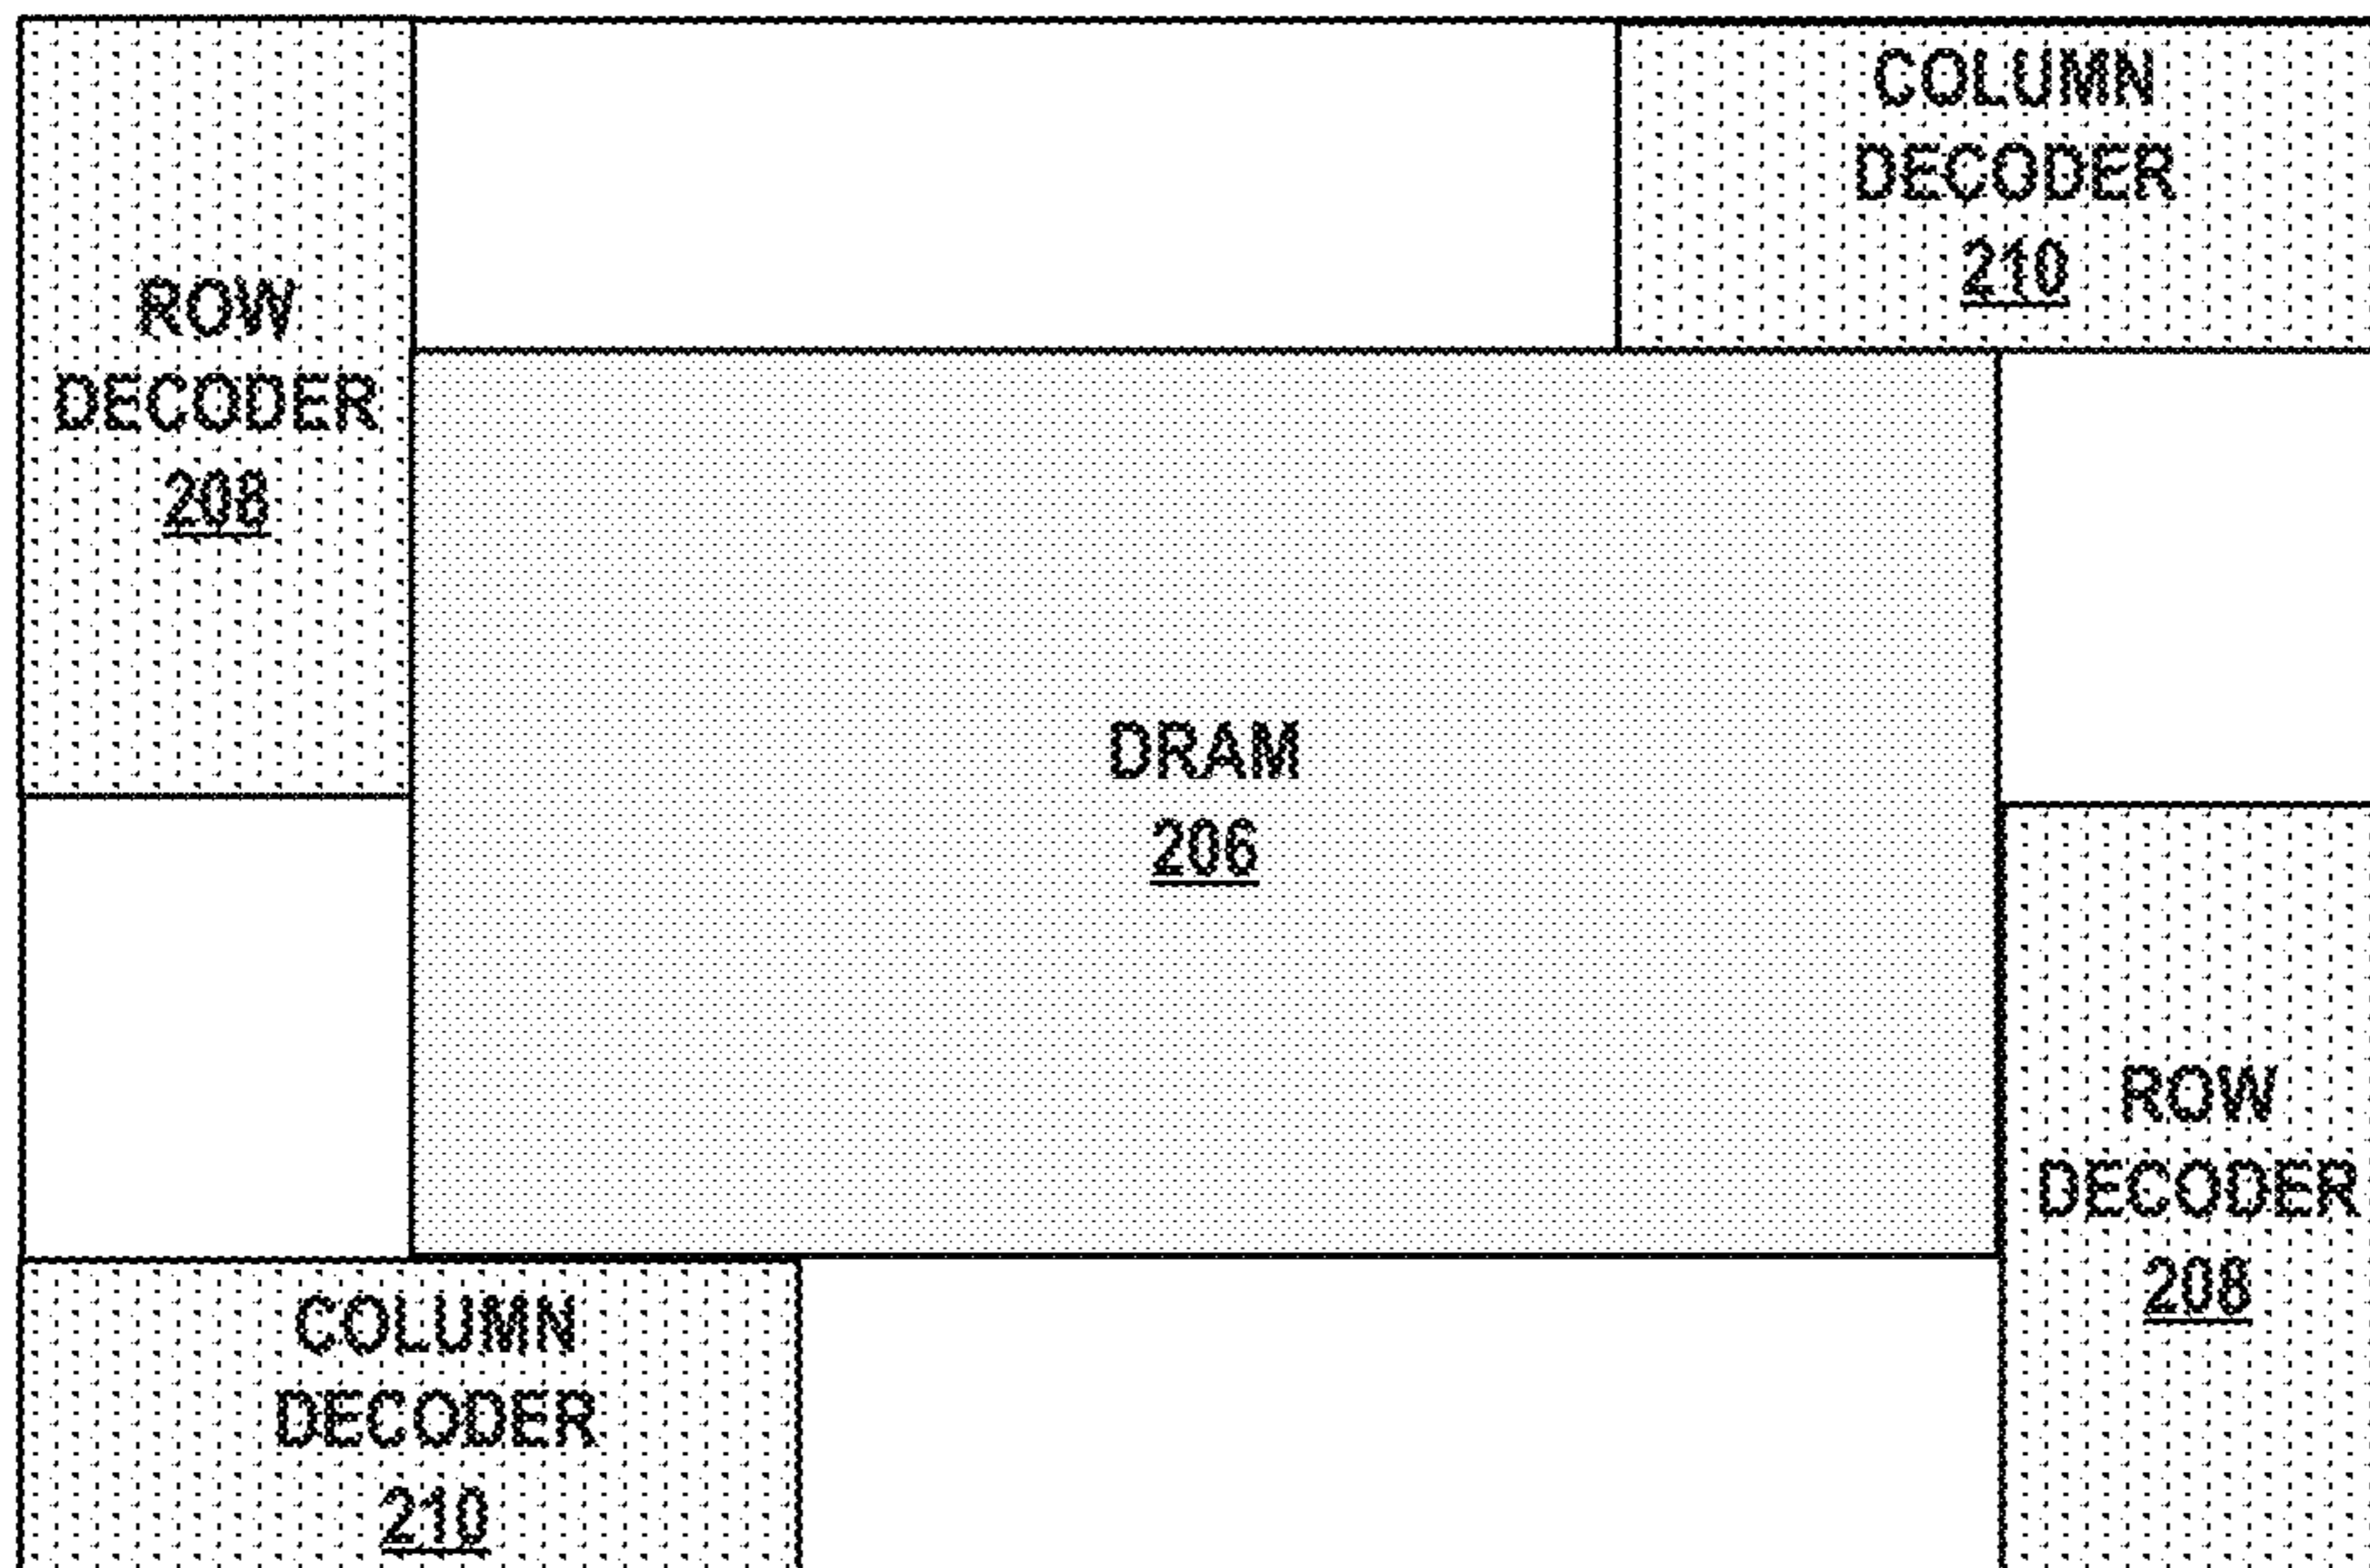 COLUMN
DECODER
210
ROW
DECODER
208
DRAM
206
ROW
DECODER
208
COLUMN
DECODER
210